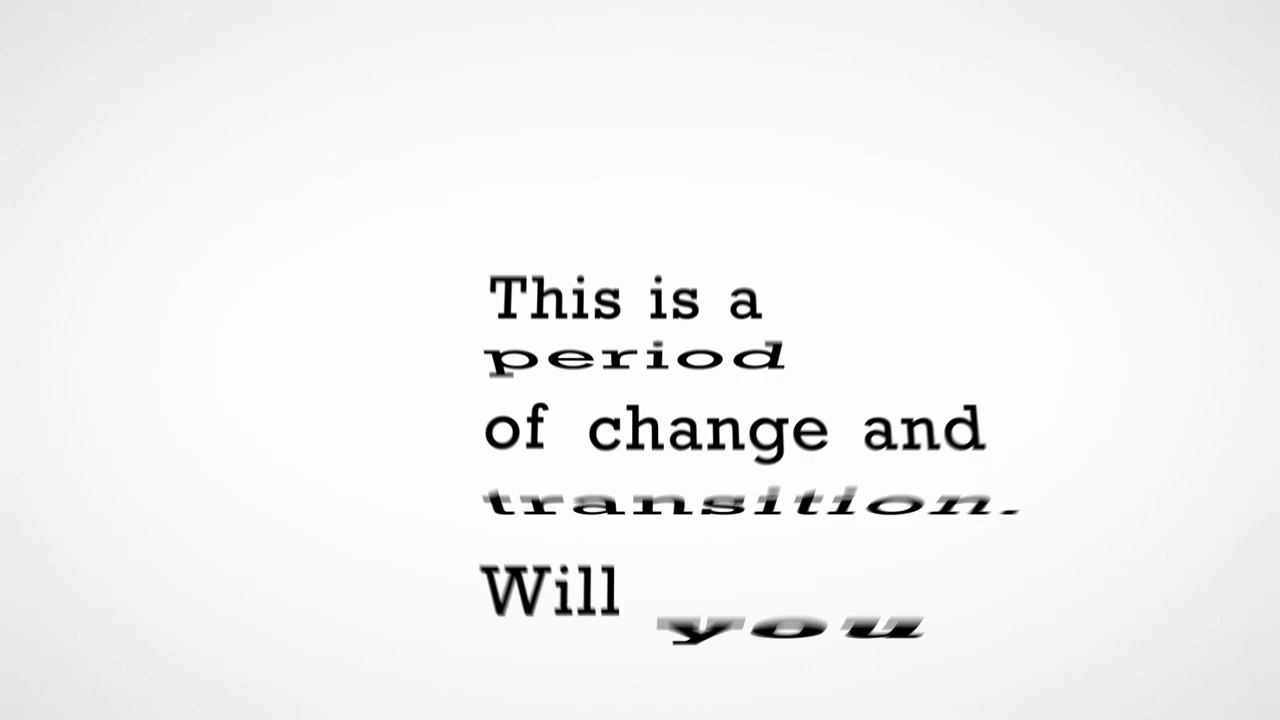 This is a
period
of change and
transition.
Will you